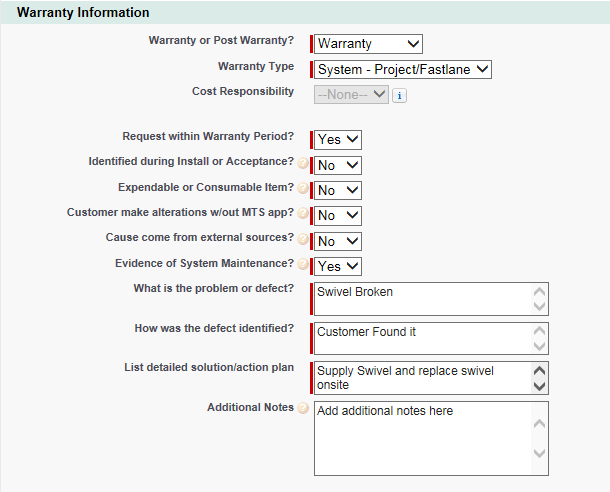 Warranty Information
Warranty or Post Warranty? Warranty
Warranty Type System - Project/Fastlane
Cost Responsibility --None-- i
Request within Warranty Period? Yes
Identified during Install or Acceptance? ? No
Expendable or Consumable Item? ? No
Customer make alterations w/out MTS app? ? No
Cause come from external sources? ? No
Evidence of System Maintenance? ? Yes
What is the problem or defect? Swivel Broken
How was the defect identified? Customer Found it
List detailed solution/action plan Supply Swivel and replace swivel
onsite
Additional Notes ? Add additional notes here